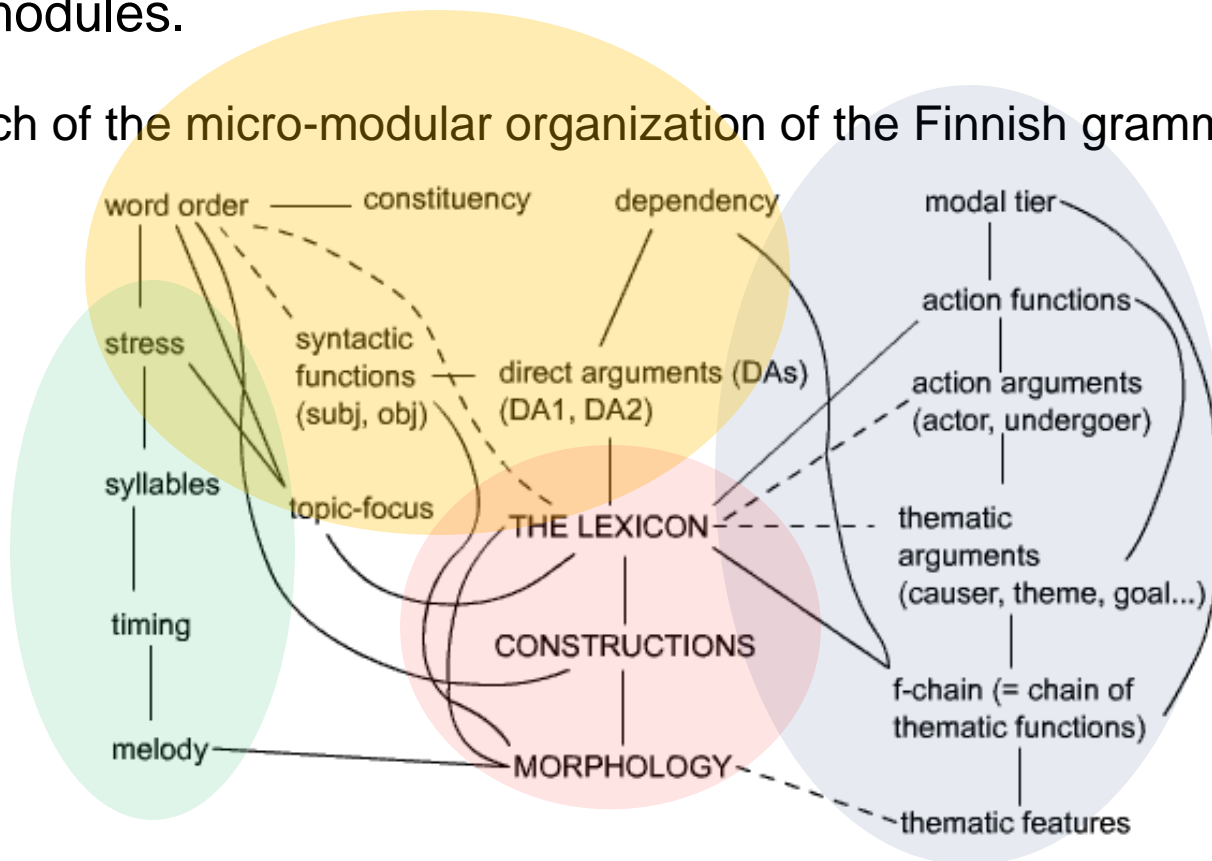 nodules.
ch of the micro-modular organization of the Finnish gramm
word order
constituency
dependency
modal tier
stress
syntactic
functions
(subj, obj)
direct arguments (DAs)
(DA1, DA2)
action functions
action arguments
(actor, undergoer)
syllables
topic-focus
THE LEXICON
thematic
arguments
(causer, theme, goal...)
timing
CONSTRUCTIONS
f-chain (= chain of
thematic functions)
melody
MORPHOLOGY
thematic features